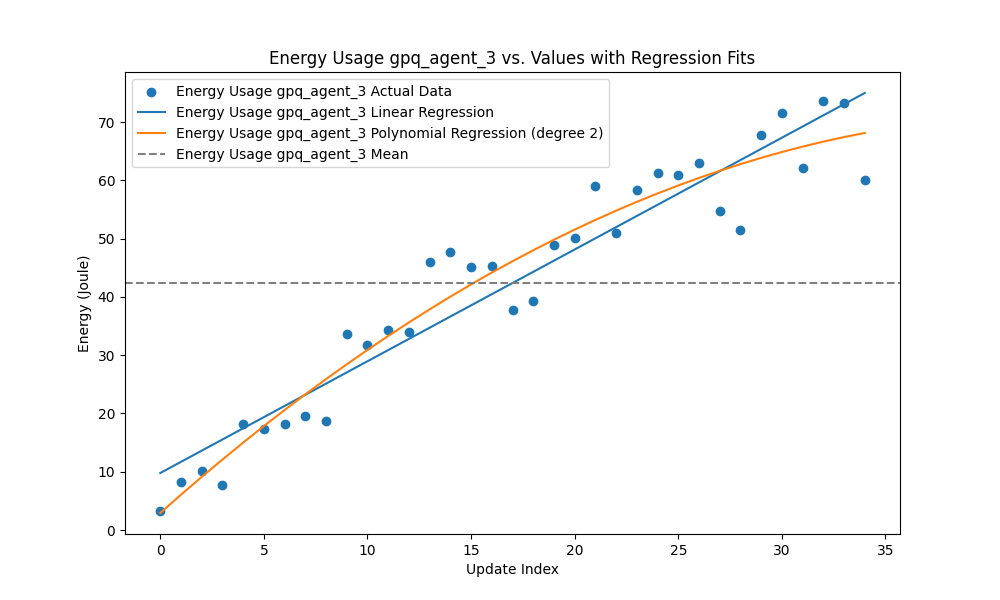 Energy Usage gpq_agent_3 vs. Values with Regression Fits
Energy Usage gpq_agent_3 Actual Data
Energy Usage gpq_agent_3 Linear Regression
Energy Usage gpq_agent_3 Polynomial Regression (degree 2)
Energy Usage gpq_agent_3 Mean
Energy (Joule)
70
60
50
40
30
20
10
0
0 5 10 15 20 25 30 35
Update Index